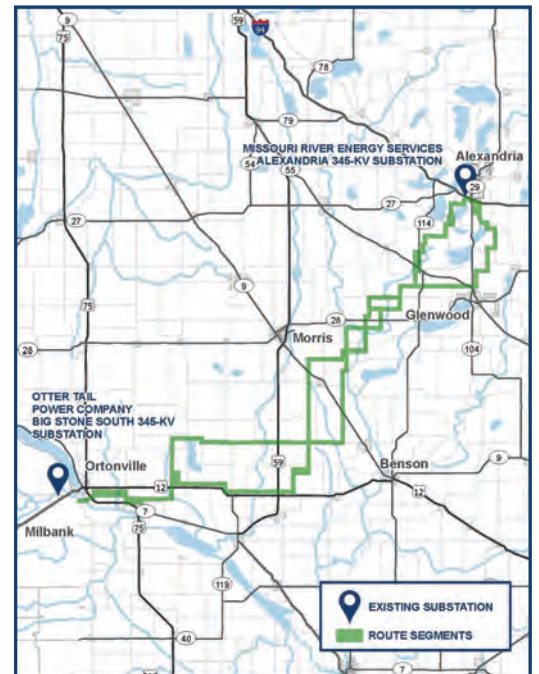 9
75
59
94
78
79
MISSOURI RIVER ENERGY SERVICES
ALEXANDRIA 345-KV SUBSTATION
Alexandria
54
55
29
27
27
114
75
9
Glenwood
28
28
Morris
104
OTTER TAIL
POWER COMPANY
BIG STONE SOUTH 345-KV
SUBSTATION
Ortonville
59
Benson
9
12
12
7
75
Milbank
119
EXISTING SUBSTATION
ROUTE SEGMENTS
40
7